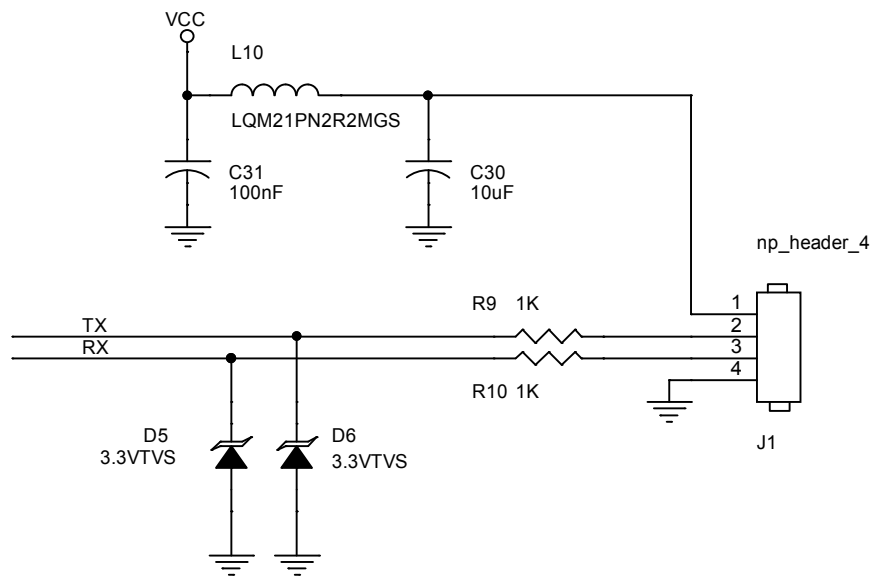 VCC
L10
LQM21PN2R2MGS
C31
100nF
C30
10uF
np_header_4
R9 1K
1
2
3
4
TX
RX
R10 1K
J1
D5
3.3VTVS
D6
3.3VTVS